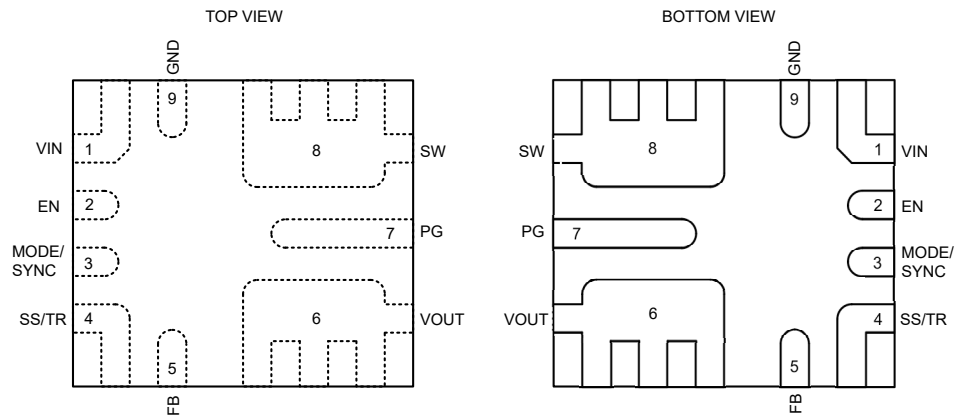 TOP VIEW
GND
9
VIN
1
8
SW
EN
2
7
PG
MODE/
SYNC
3
SS/TR
4
6
VOUT
5
FB
BOTTOM VIEW
GND
9
SW
8
1
VIN
2
EN
PG
7
3
MODE/
SYNC
VOUT
6
4
SS/TR
5
FB